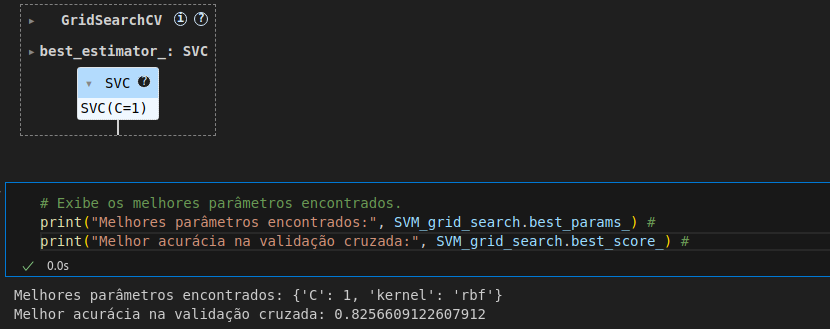 GridSearchCV i ?
best_estimator_: SVC
SVC ?
SVC(C=1)
# Exibe os melhores parâmetros encontrados.
print("Melhores parâmetros encontrados:", SVM_grid_search.best_params_) #
print("Melhor acurácia na validação cruzada:", SVM_grid_search.best_score_) #
0.0s
Melhores parâmetros encontrados: {'C': 1, 'kernel': 'rbf'}
Melhor acurácia na validação cruzada: 0.8256609122607912